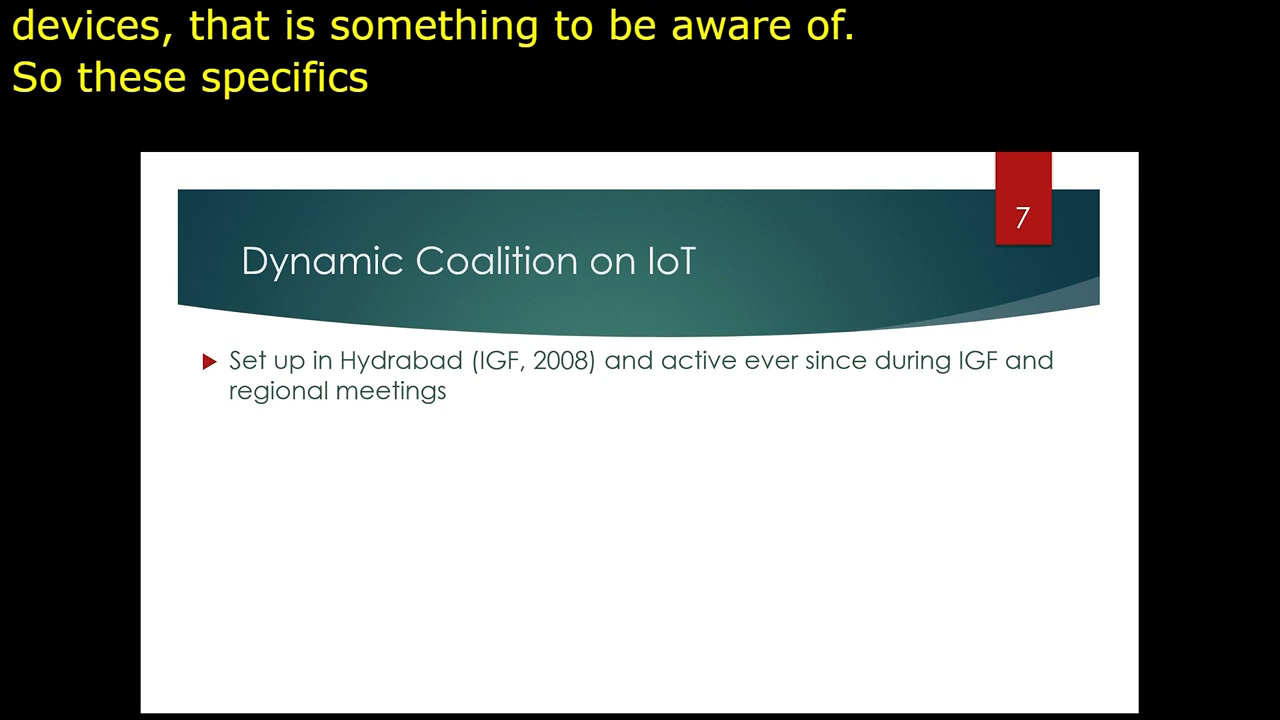 devices, that is something to be aware of.
So these specifics
7
Dynamic Coalition on IoT
Set up in Hydrabad (IGF, 2008) and active ever since during IGF and
regional meetings